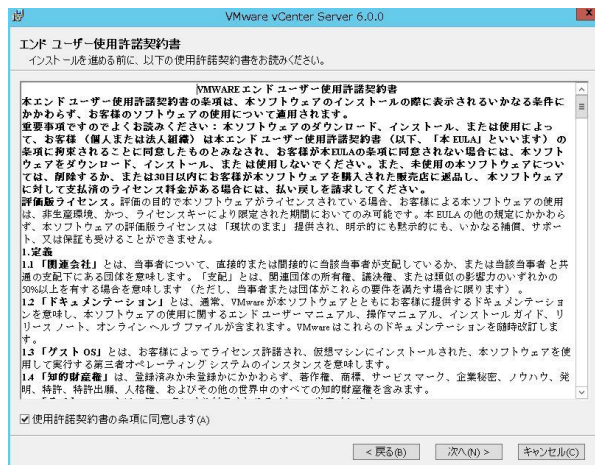 VMware vCenter Server 6.0.0
エンド ユーザー使用許諾契約書
インストールを進める前に、以下の使用許諾契約書をお読みください。
VMWARE エンド ユーザー使用許諾契約書
本エンド ユーザー使用許諾契約書の条項は、本ソフトウェアのインストールの際に表示されるいかなる条件に
かかわらず、お客様のソフトウェアの使用について適用されます。
重要事項ですのでよくお読みください：本ソフトウェアのダウンロード、インストール、または使用によっ
て、お客様（個人または法人組織）は本エンド ユーザー使用許諾契約書（以下、「本 EULA」といいます）の
条項に拘束されることに同意したものとみなされ、お客様が本EULAの条項に同意されない場合には、本ソフト
ウェアをダウンロード、インストール、または使用しないでください。また、未使用の本ソフトウェアについ
ては、削除するか、または30日以内にお客様が本ソフトウェアを購入された販売店に返品し、本ソフトウェア
に対して支払済のライセンス料金がある場合には、払い戻しを請求してください。
評価版ライセンス。評価の目的で本ソフトウェアがライセンスされている場合、お客様による本ソフトウェアの使用
は、非生産環境、かつ、ライセンスキーにより限定された期間においてのみ可能です。本 EULA の他の規定にかかわら
ず、本ソフトウェアの評価版ライセンスは 「現状のまま」 提供され、明示的にも黙示的にも、いかなる補償、サポー
ト、又は保証も受けることができません。
1.定義
1.1 「関連会社」とは、当事者について、直接的または間接的に当該当事者が支配しているか、または当該当事者と共
通の支配下にある団体を意味します。「支配」とは、関連団体の所有権、議決権、または類似の影響力のいずれかの
50%以上を有する場合を意味します （ただし、当事者または団体がこれらの要件を満たす場合に限ります）。
1.2 「ドキュメンテーション」とは、通常、VMware が本ソフトウェアとともにお客様に提供するドキュメンテーショ
ンを意味し、本ソフトウェアの使用に関するエンド ユーザー マニュアル、操作マニュアル、インストール ガイド、リ
リース ノート、オンライン ヘルプ ファイルが含まれます。VMware はこれらのドキュメンテーションを随時改訂しま
す。
1.3 「ゲスト OS」とは、お客様によってライセンス許諾され、仮想マシンにインストールされた、本ソフトウェアを使
用して実行する第三者オペレーティング システムのインスタンスを意味します。
1.4 「知的財産権」とは、登録済みか未登録かにかかわらず、著作権、商標、サービス マーク、企業秘密、ノウハウ、発
明、特許、特許出願、人格権、およびその他の世界中のすべての知的財産権を含みます。
使用許諾契約書の条項に同意します(A)
< 戻る(B)
次へ(N) >
キャンセル(C)